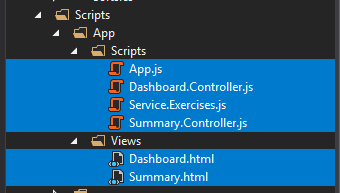 Scripts
App
Scripts
App.js
Dashboard.Controller.js
Service.Exercises.js
Summary.Controller.js
Views
Dashboard.html
Summary.html